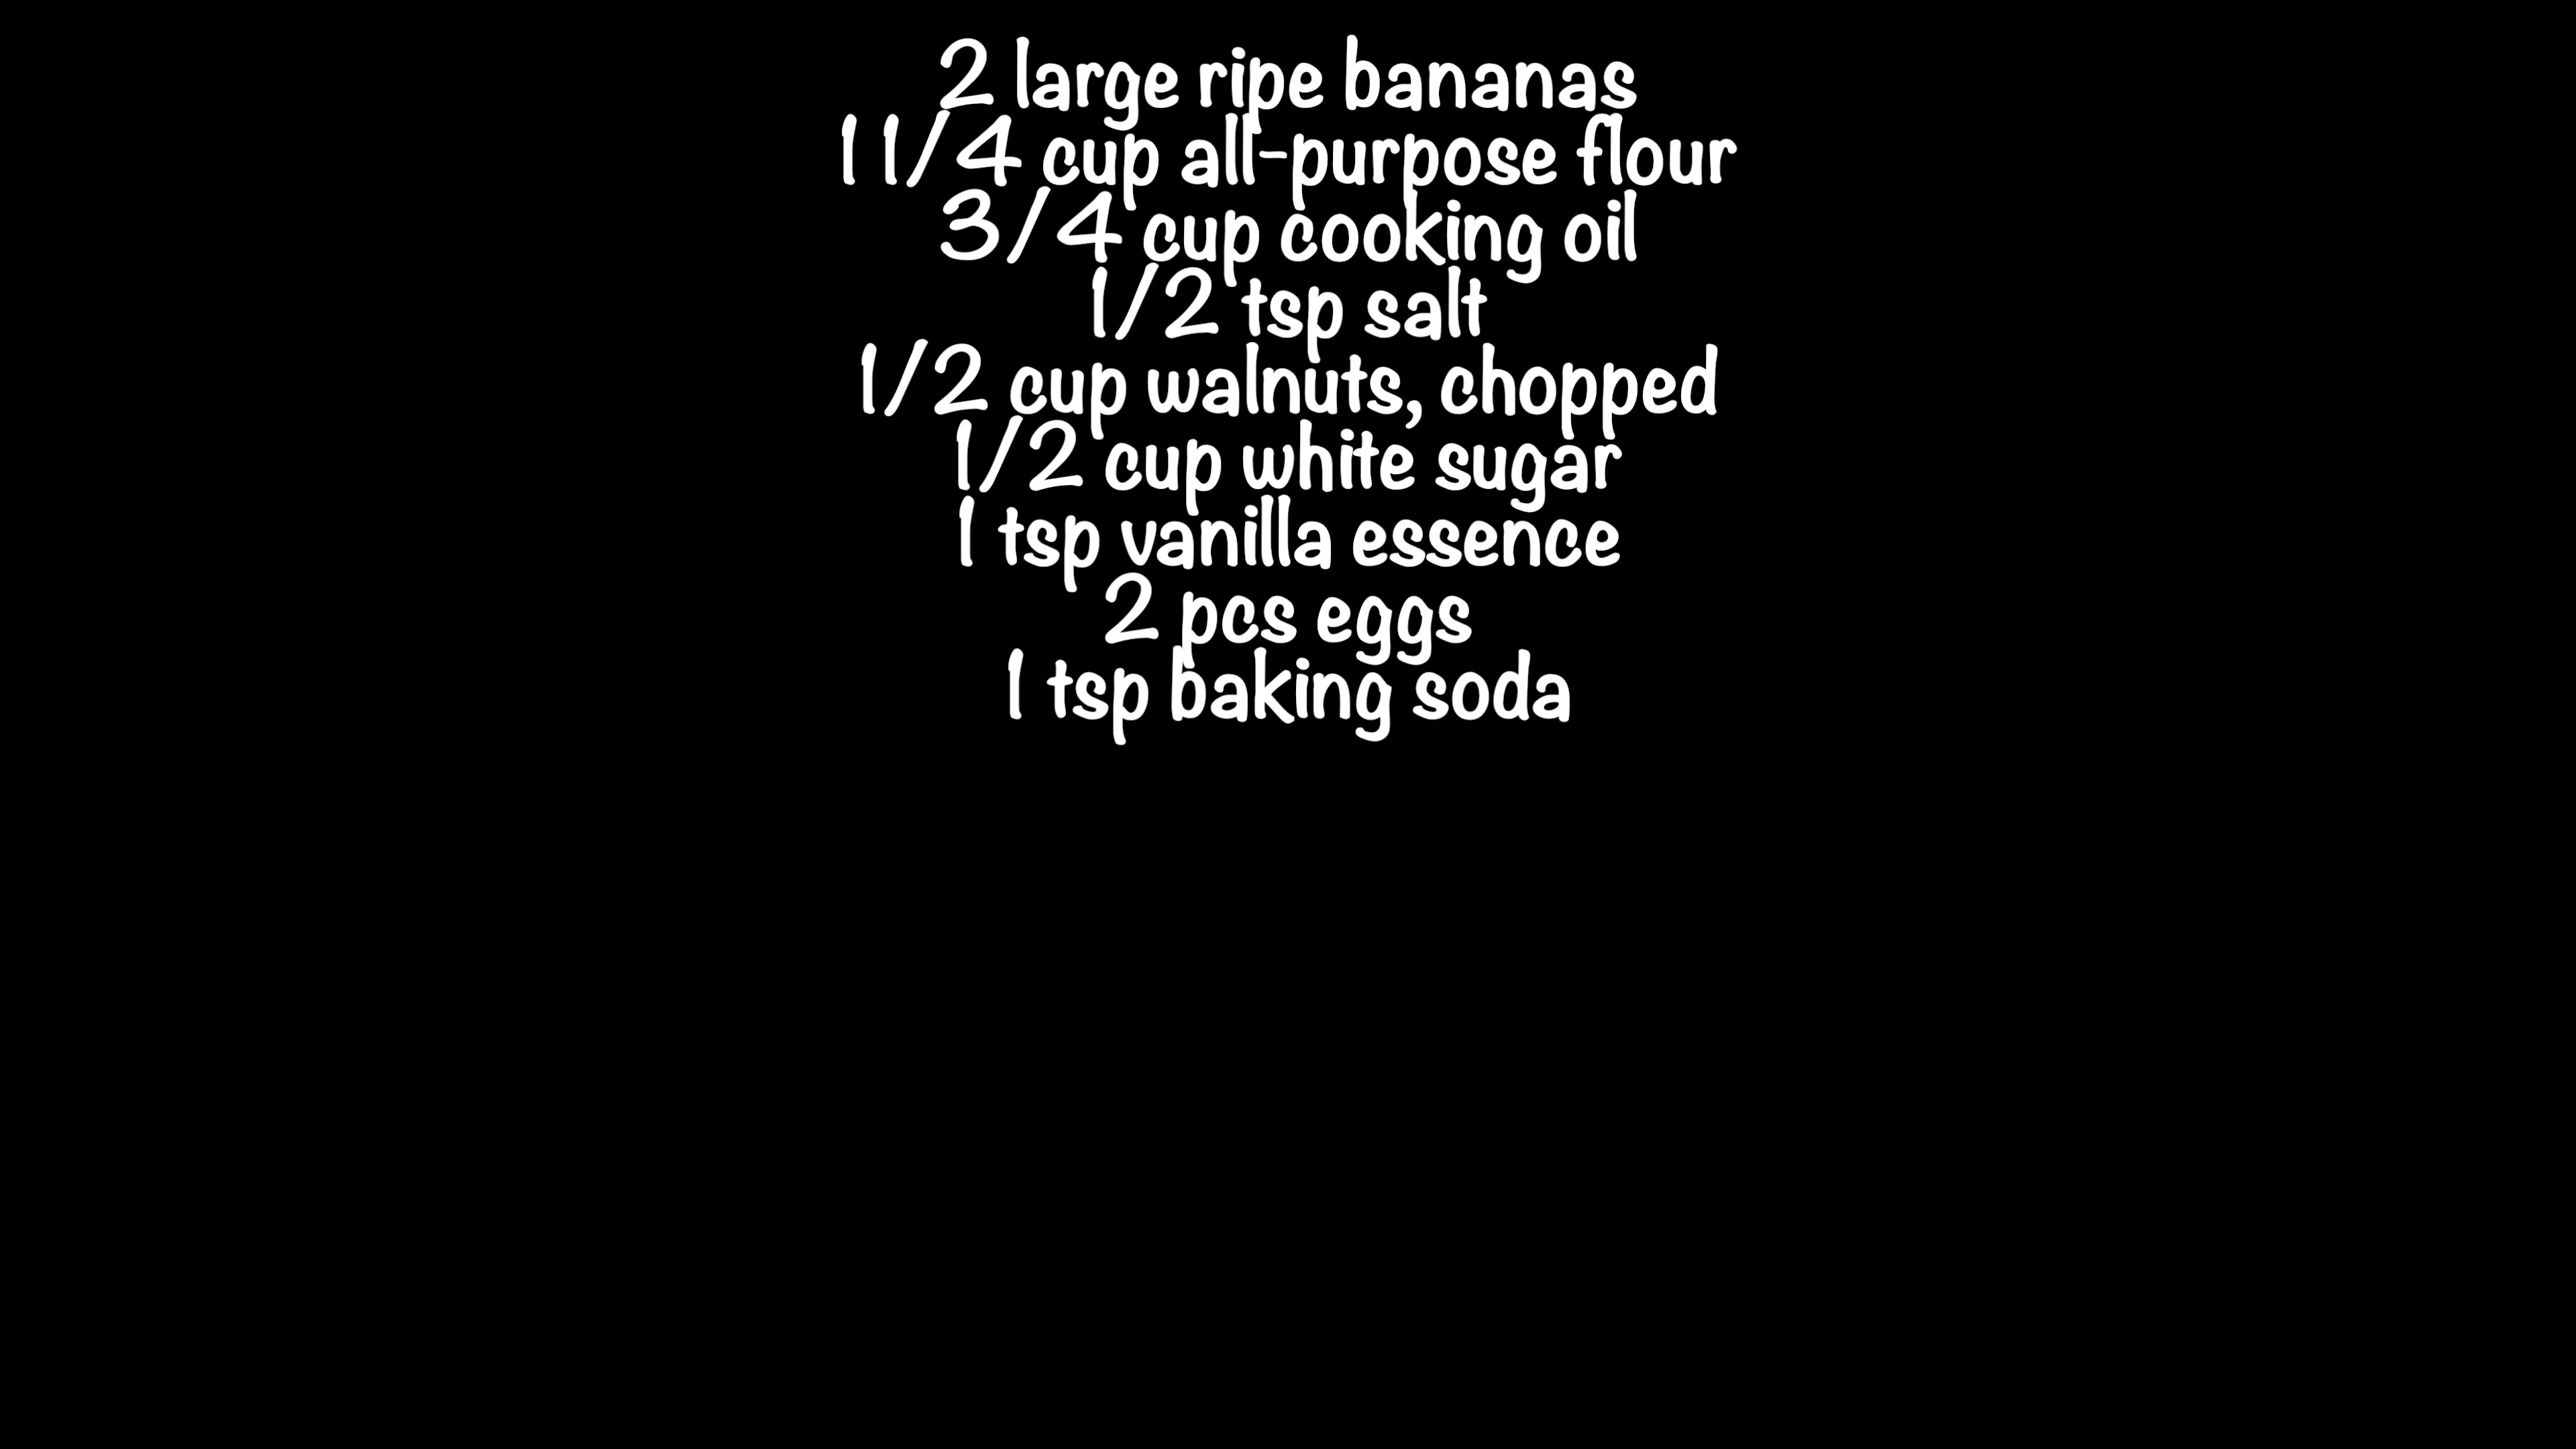 2 large ripe bananas
1 1/4 cup all-purpose flour
3/4 cup cooking oil
1/2 tsp salt
1/2 cup walnuts, chopped
1/2 cup white sugar
1 tsp vanilla essence
2 pcs eggs
1 tsp baking soda